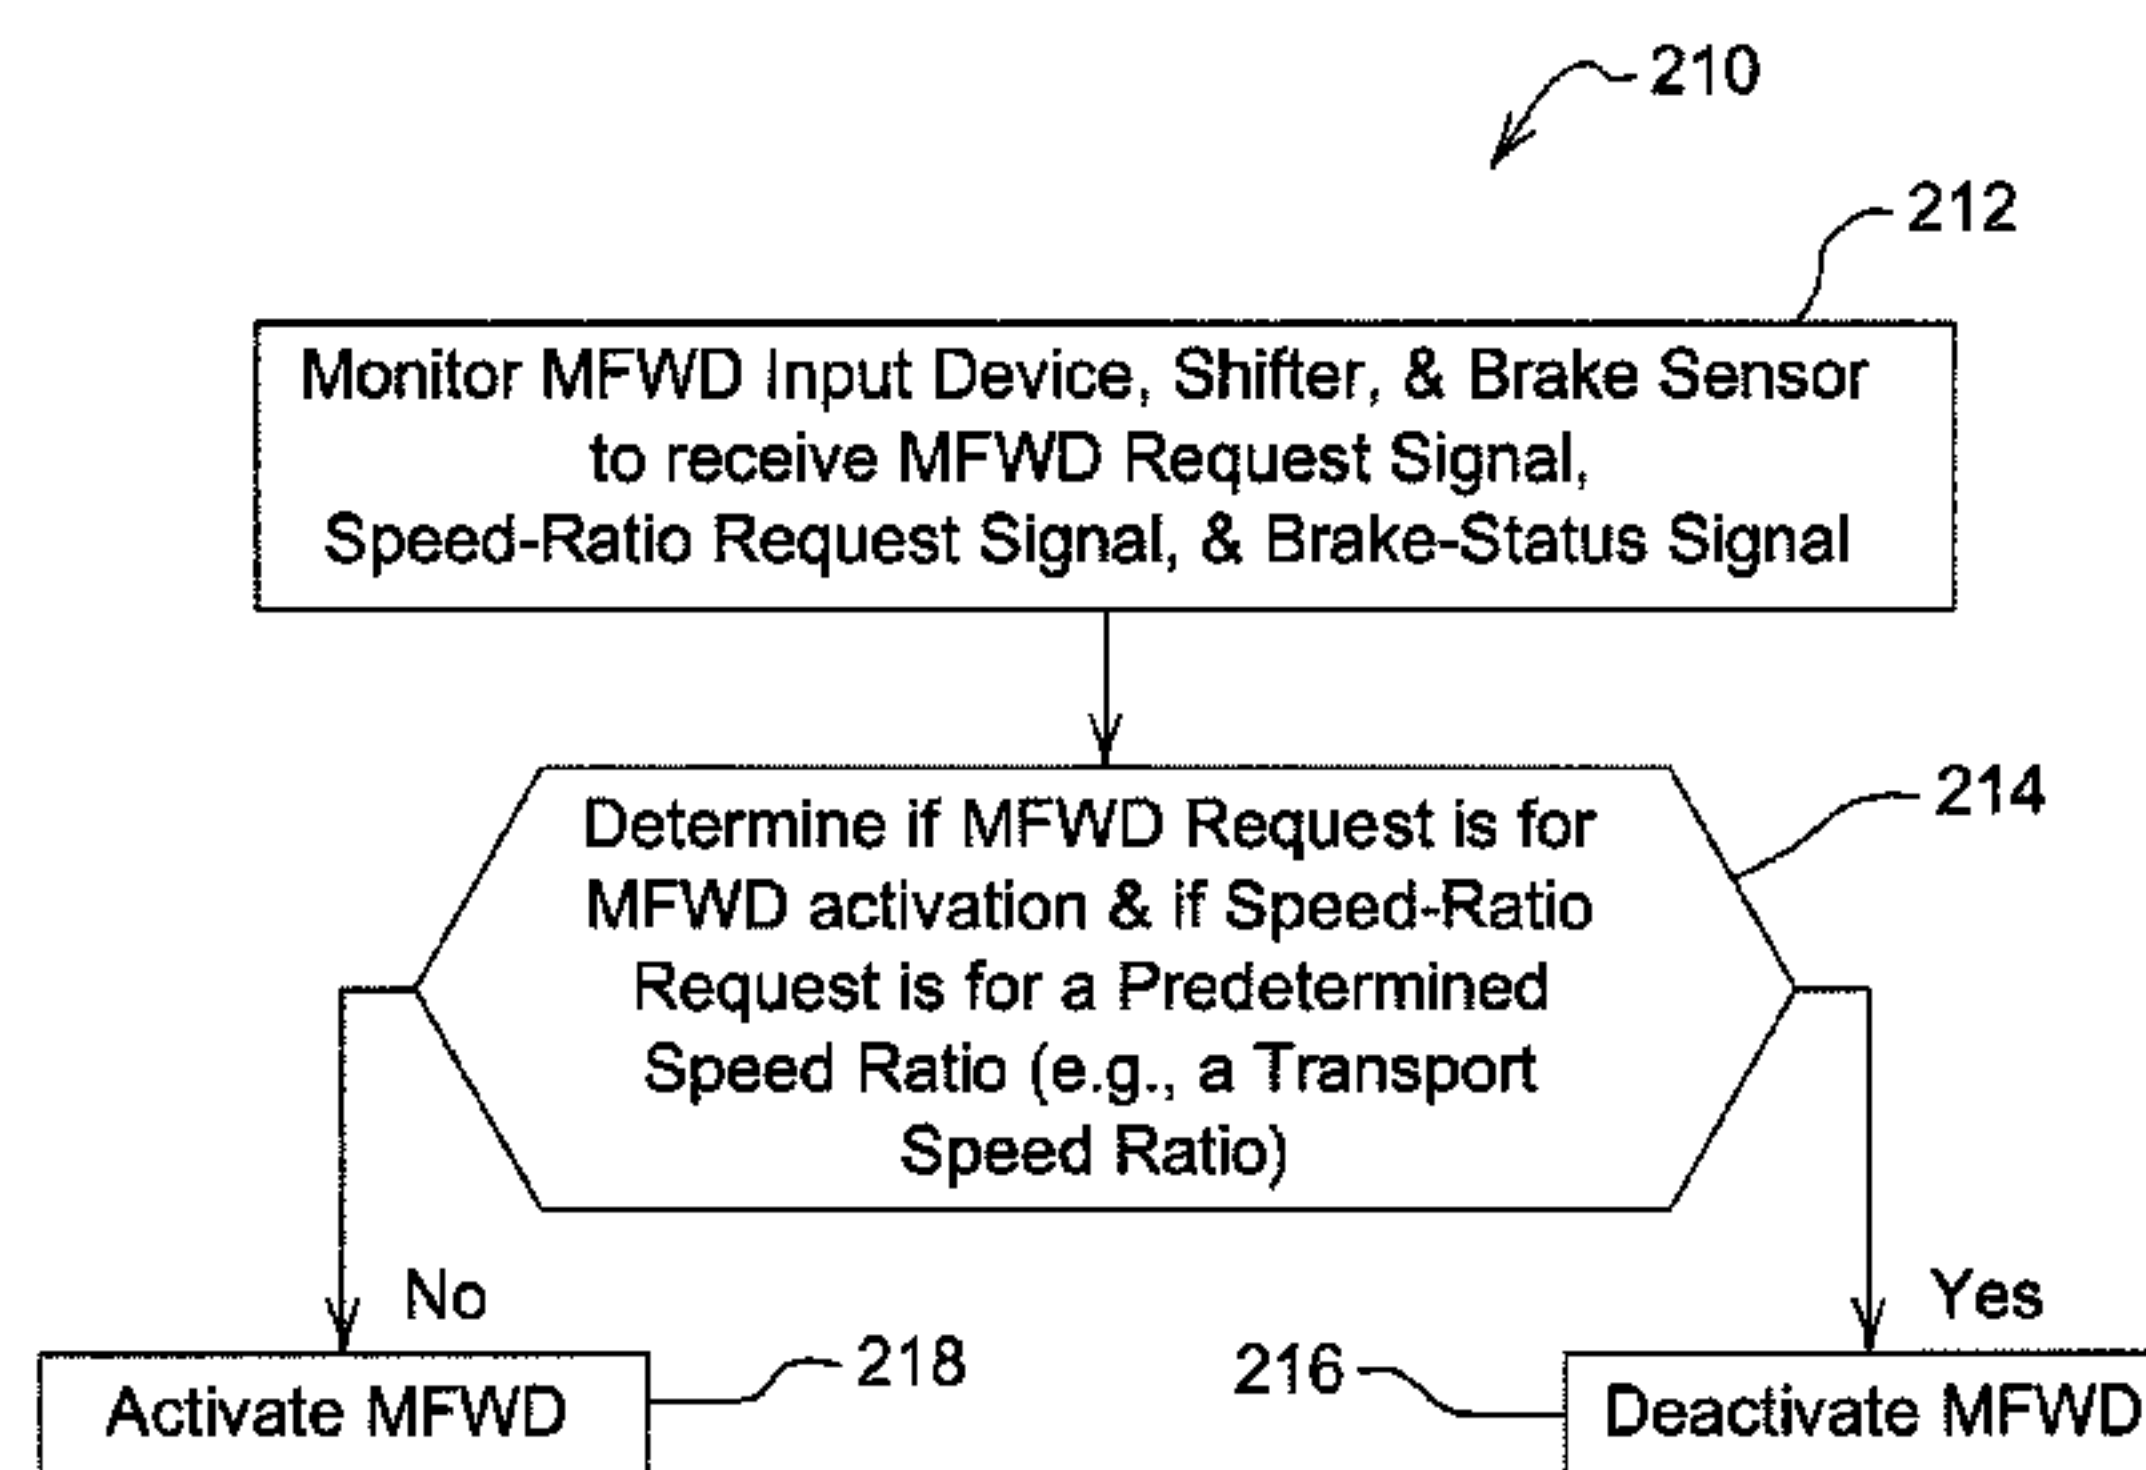 210
212
Monitor MFWD Input Device, Shifter, & Brake Sensor
to receive MFWD Request Signal,
Speed-Ratio Request Signal, & Brake-Status Signal
214
Determine if MFWD Request is for
MFWD activation & if Speed-Ratio
Request is for a Predetermined
Speed Ratio (e.g., a Transport
Speed Ratio)
No
Yes
218
216
Activate MFWD
Deactivate MFWD